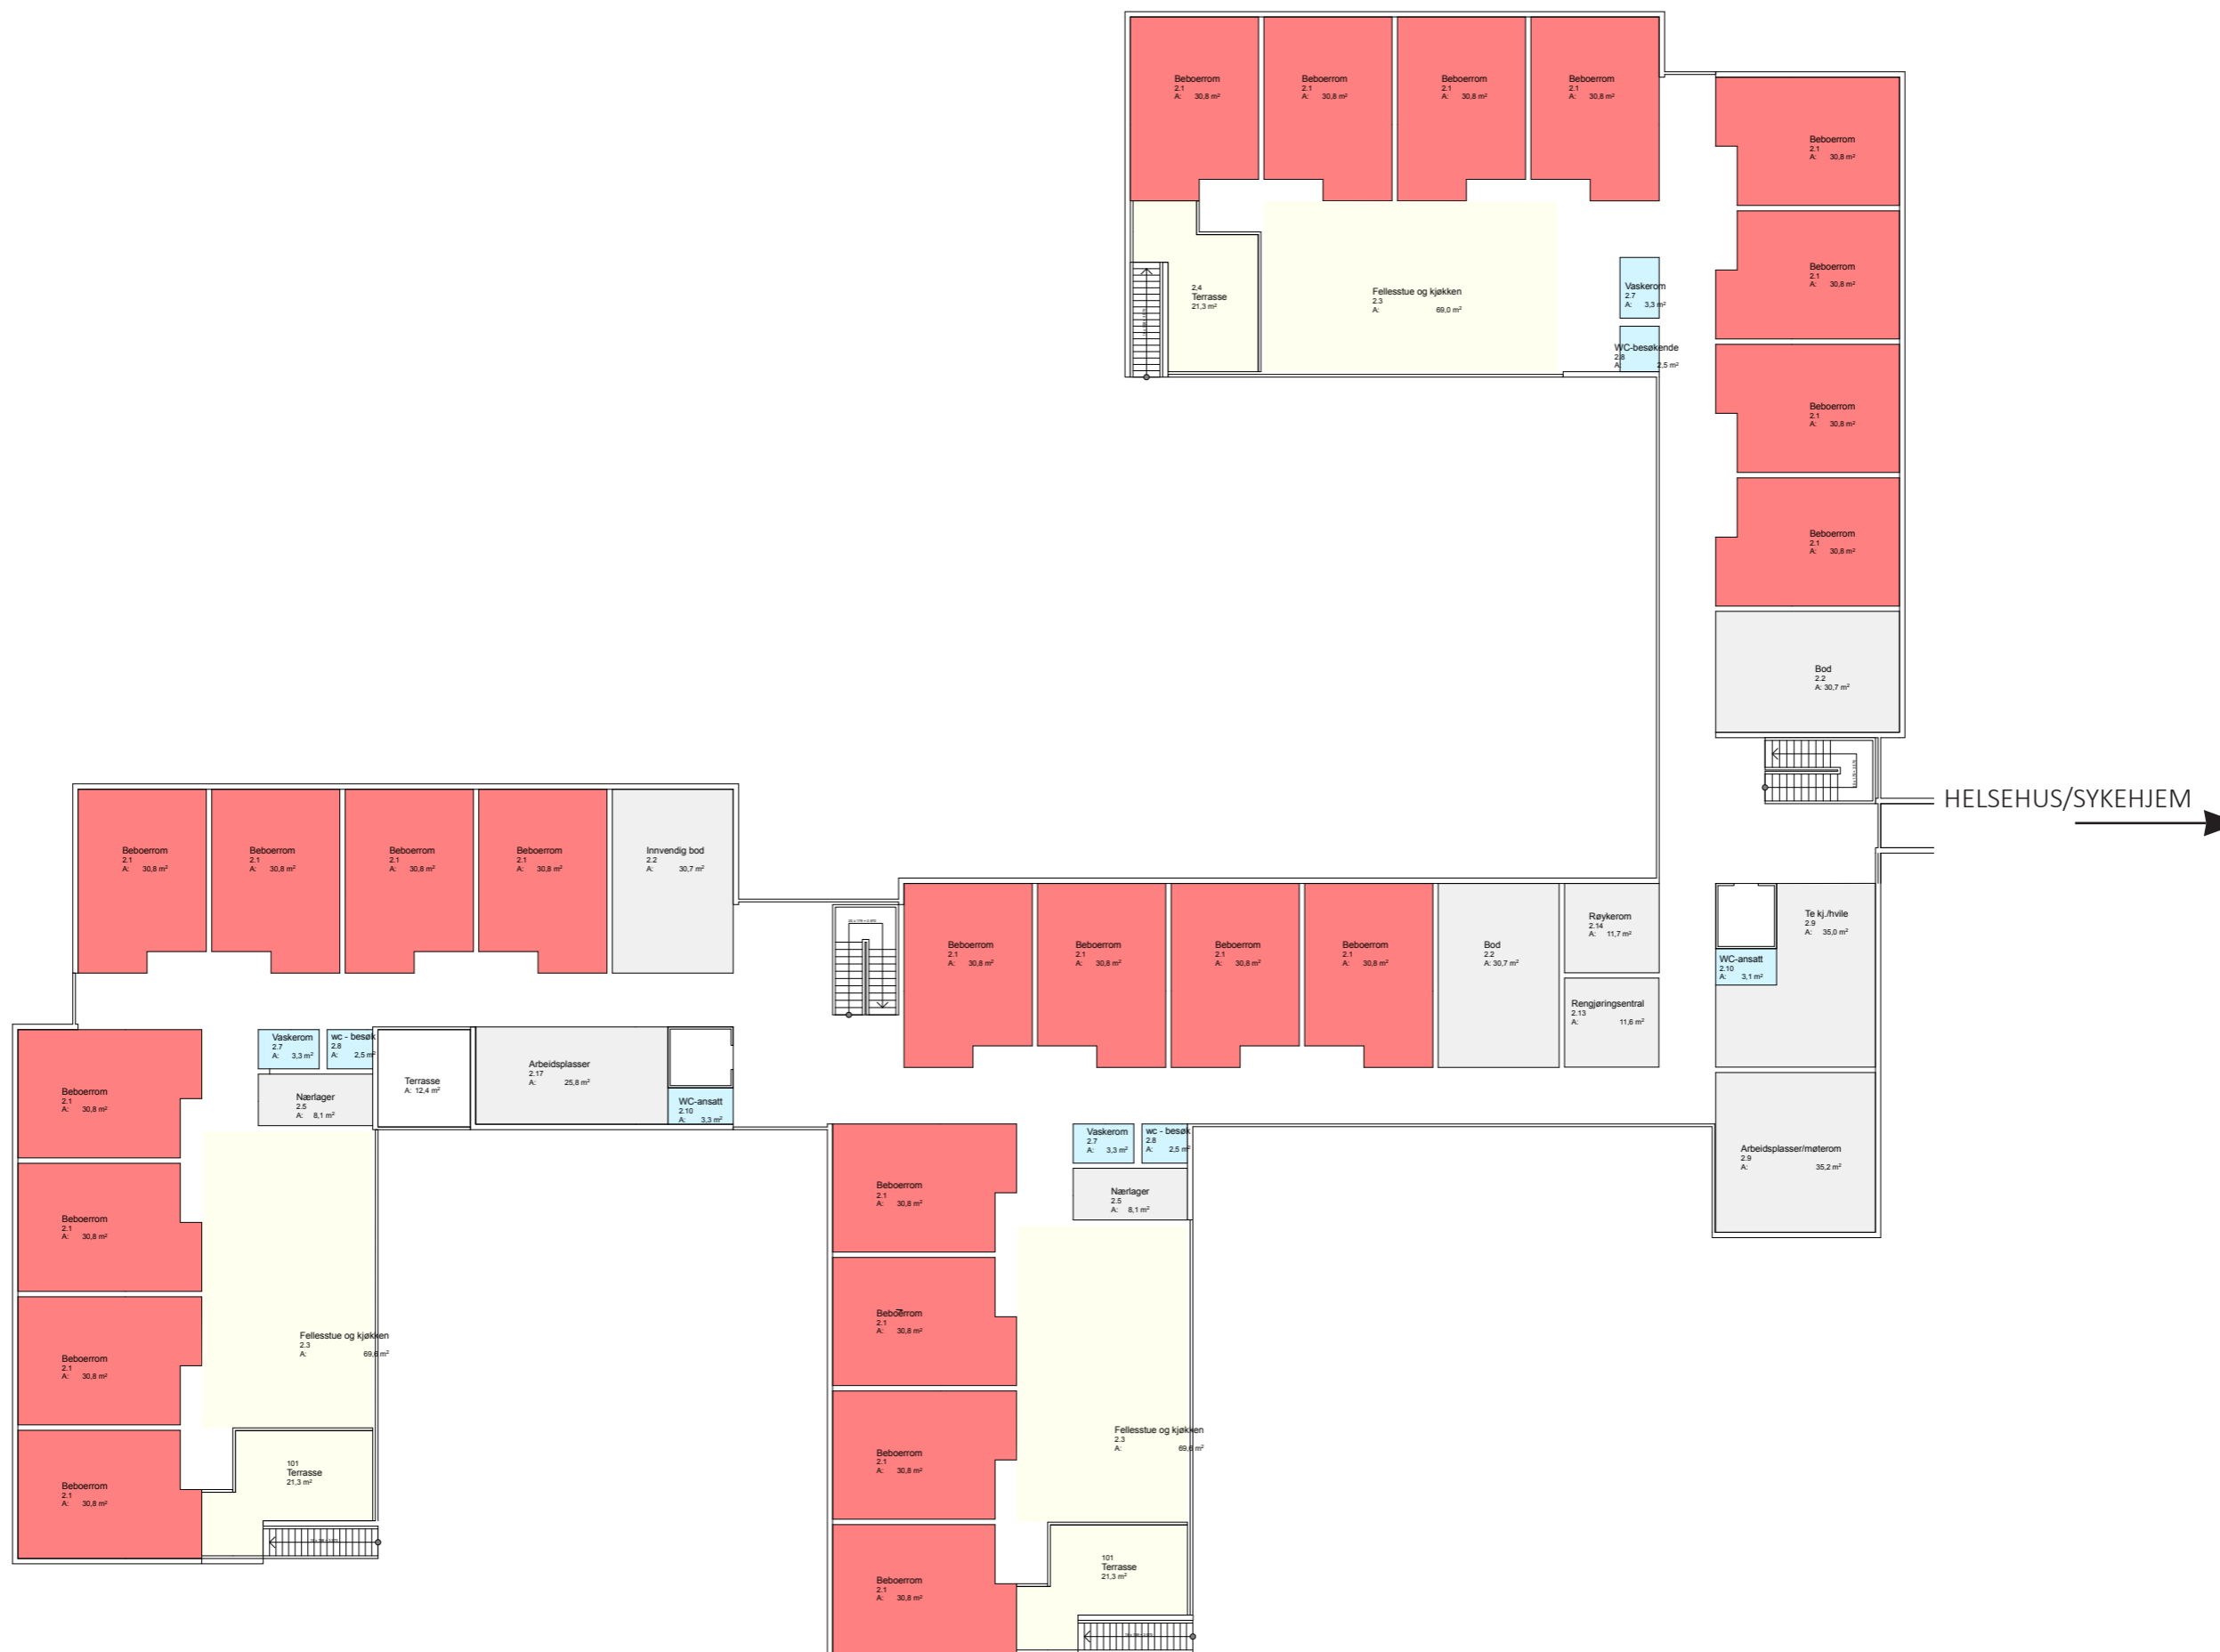 Beboerrom
2.1
A: 30,8 m²
Beboerrom
2.1
A: 30,8 m²
Beboerrom
2.1
A: 30,8 m²
Beboerrom
2.1
A: 30,8 m²
Beboerrom
2.1
A: 30,8 m²
Beboerrom
2.1
A: 30,8 m²
2,4
Terrasse
21,3 m²
Fellesstue og kjøkken
2.3
A: 69,0 m²
Vaskerom
2.7
A: 3,3 m²
WC-besøkende
2.8
A: 2,5 m²
Beboerrom
2.1
A: 30,8 m²
Beboerrom
2.1
A: 30,8 m²
Bod
2.2
A: 30,7 m²
HELSEHUS/SYKEHJEM
Beboerrom
2.1
A: 30,8 m²
Beboerrom
2.1
A: 30,8 m²
Beboerrom
2.1
A: 30,8 m²
Beboerrom
2.1
A: 30,8 m²
Innvendig bod
2.2
A: 30,7 m²
Beboerrom
2.1
A: 30,8 m²
Beboerrom
2.1
A: 30,8 m²
Beboerrom
2.1
A: 30,8 m²
Beboerrom
2.1
A: 30,8 m²
Bod
2.2
A: 30,7 m²
Røykerom
2.14
A: 11,7 m²
Te kj./hvile
2.9
A: 35,0 m²
WC-ansatt
2.10
A: 3,1 m²
Rengjøringsentral
2.13
A: 11,6 m²
Vaskerom
2.7
A: 3,3 m²
wc - besøk
2.8
A: 2,5 m²
Beboerrom
2.1
A: 30,8 m²
Nærlager
2.5
A: 8,1 m²
Terrasse
A: 12,4 m²
Arbeidsplasser
2.17
A: 25,8 m²
WC-ansatt
2.10
A: 3,3 m²
Vaskerom
2.7
A: 3,3 m²
wc - besøk
2.8
A: 2,5 m²
Arbeidsplasser/møterom
2.9
A: 35,2 m²
Beboerrom
2.1
A: 30,8 m²
Nærlager
2.5
A: 8,1 m²
Beboerrom
2.1
A: 30,8 m²
Beboerrom
2.1
A: 30,8 m²
Fellesstue og kjøkken
2.3
A: 69,6 m²
Beboerrom
2.1
A: 30,8 m²
Fellesstue og kjøkken
2.3
A: 69,6 m²
Beboerrom
2.1
A: 30,8 m²
101
Terrasse
21,3 m²
Beboerrom
2.1
A: 30,8 m²
101
Terrasse
21,3 m²
Beboerrom
2.1
A: 30,8 m²